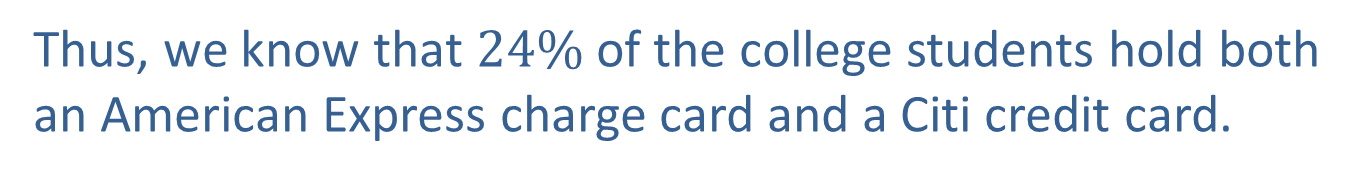 Thus, we know that 24% of the college students hold both
an American Express charge card and a Citi credit card.